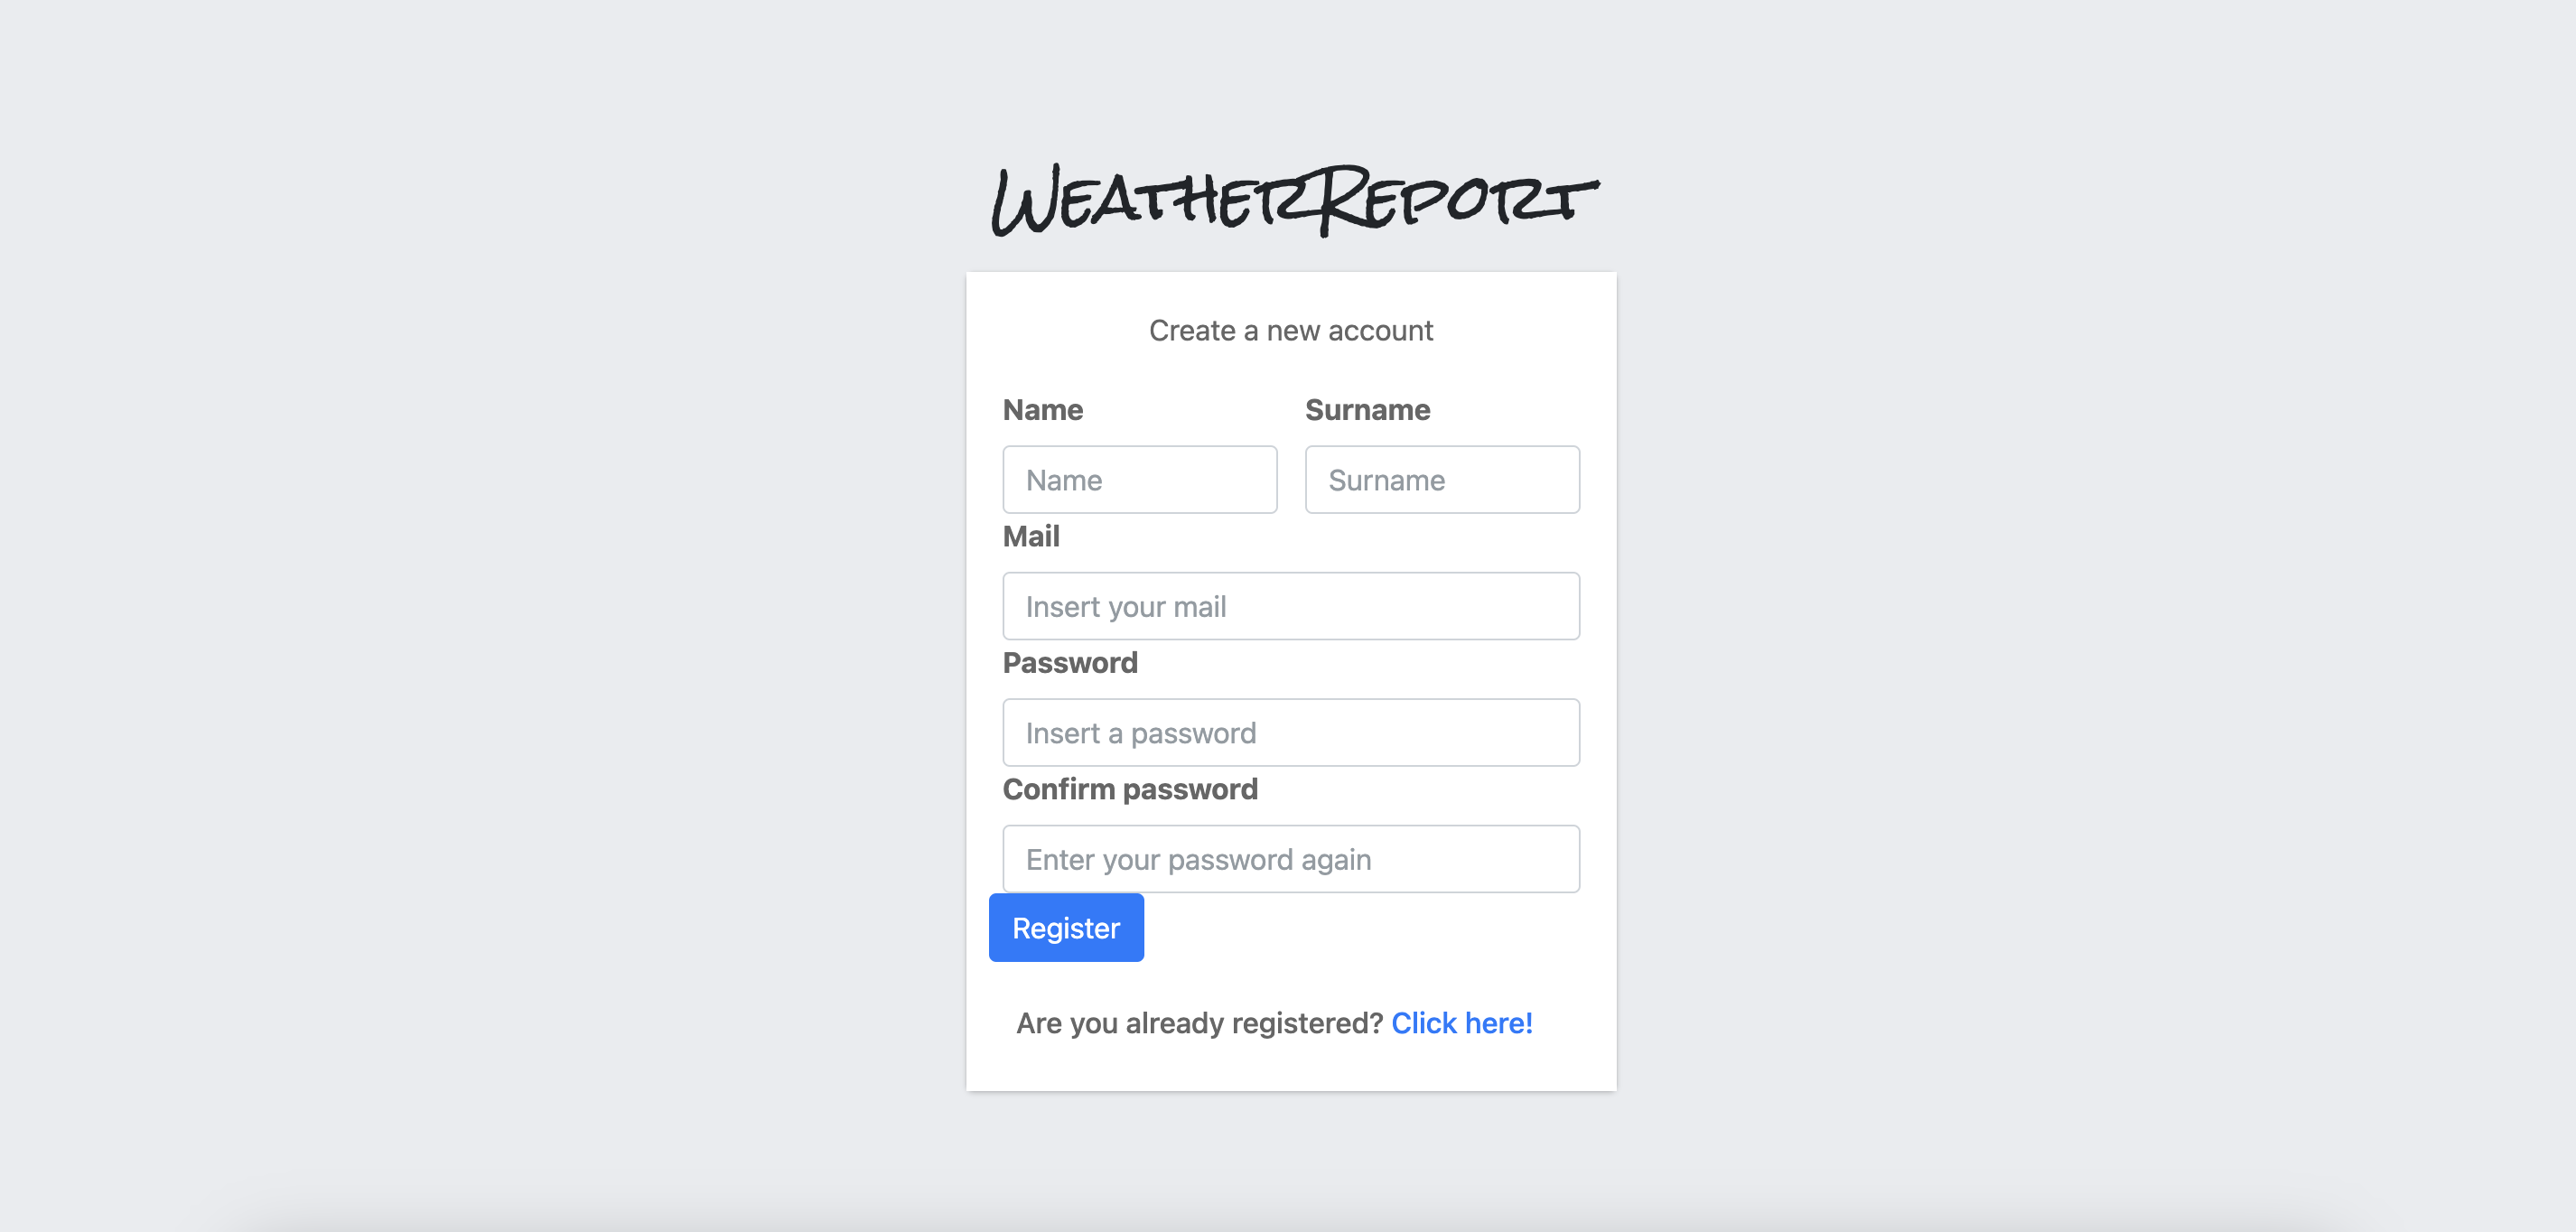 WeatherReport
Create a new account
Name Surname
Name Surname
Mail
Insert your mail
Password
Insert a password
Confirm password
Enter your password again
Register
Are you already registered? Click here!